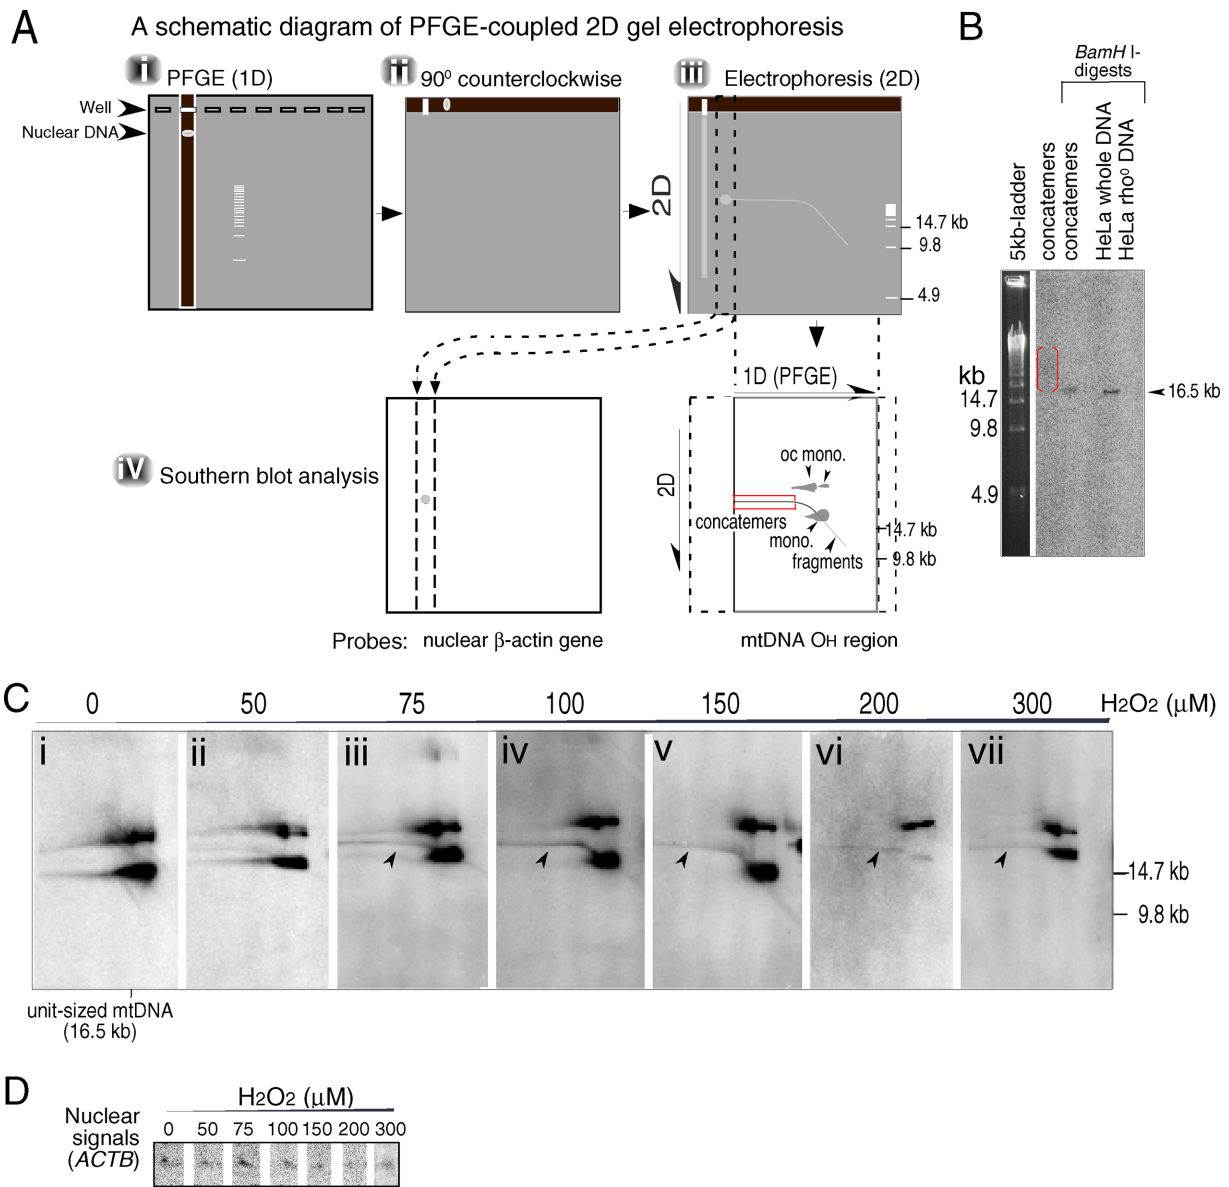 A
A schematic diagram of PFGE-coupled 2D gel electrophoresis
i PFGE (1D)
Well
Nuclear DNA
ii 90⁰ counterclockwise
iii Electrophoresis (2D)
2D
14.7 kb
9.8
4.9
iv Southern blot analysis
1D (PFGE)
2D
oc mono.
concatemers
mono.
fragments
14.7 kb
9.8 kb
Probes: nuclear β-actin gene
mtDNA OH region
B
BamH I-
digests
5kb-ladder
concatemers
concatemers
HeLa whole DNA
HeLa rho⁰ DNA
kb
14.7
9.8
4.9
16.5 kb
C
0 50 75 100 150 200 300 H2O2 (μM)
i ii iii iv v vi vii
14.7 kb
9.8 kb
unit-sized mtDNA
(16.5 kb)
D
H2O2 (μM)
Nuclear
signals
(ACTB)
0 50 75 100 150 200 300